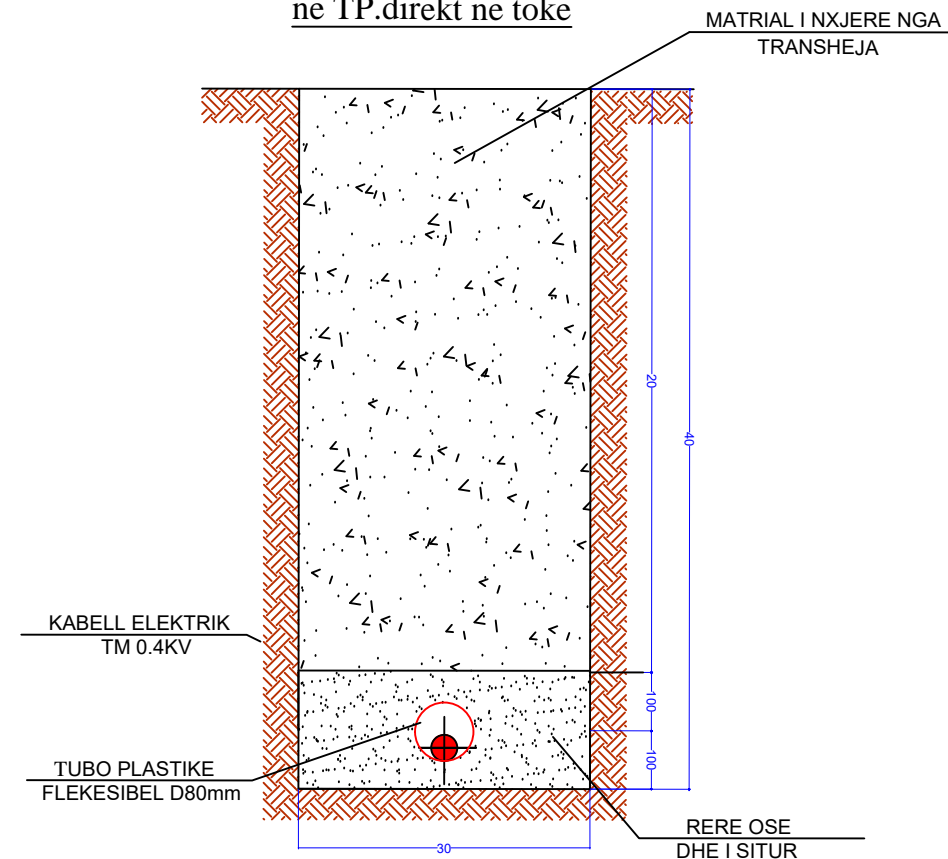 ne TP.direkt ne toke
MATRIAL I NXJERE NGA
TRANSHEJA
20
40
KABELL ELEKTRIK
TM 0.4KV
100
100
TUBO PLASTIKE
FLEKESIBEL D80mm
RERE OSE
DHE I SITUR
30